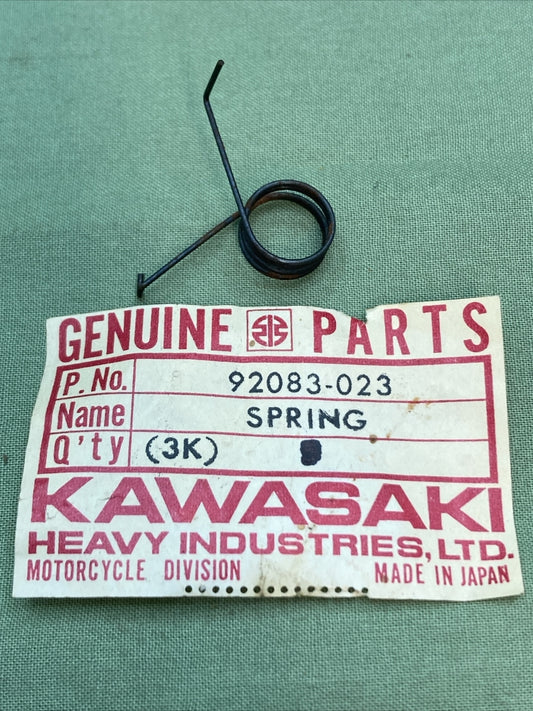 GENUINE PARTS
P. No. 92083-023
Name SPRING
Q'ty (3K)
KAWASAKI
HEAVY INDUSTRIES, LTD.
MOTORCYCLE DIVISION MADE IN JAPAN